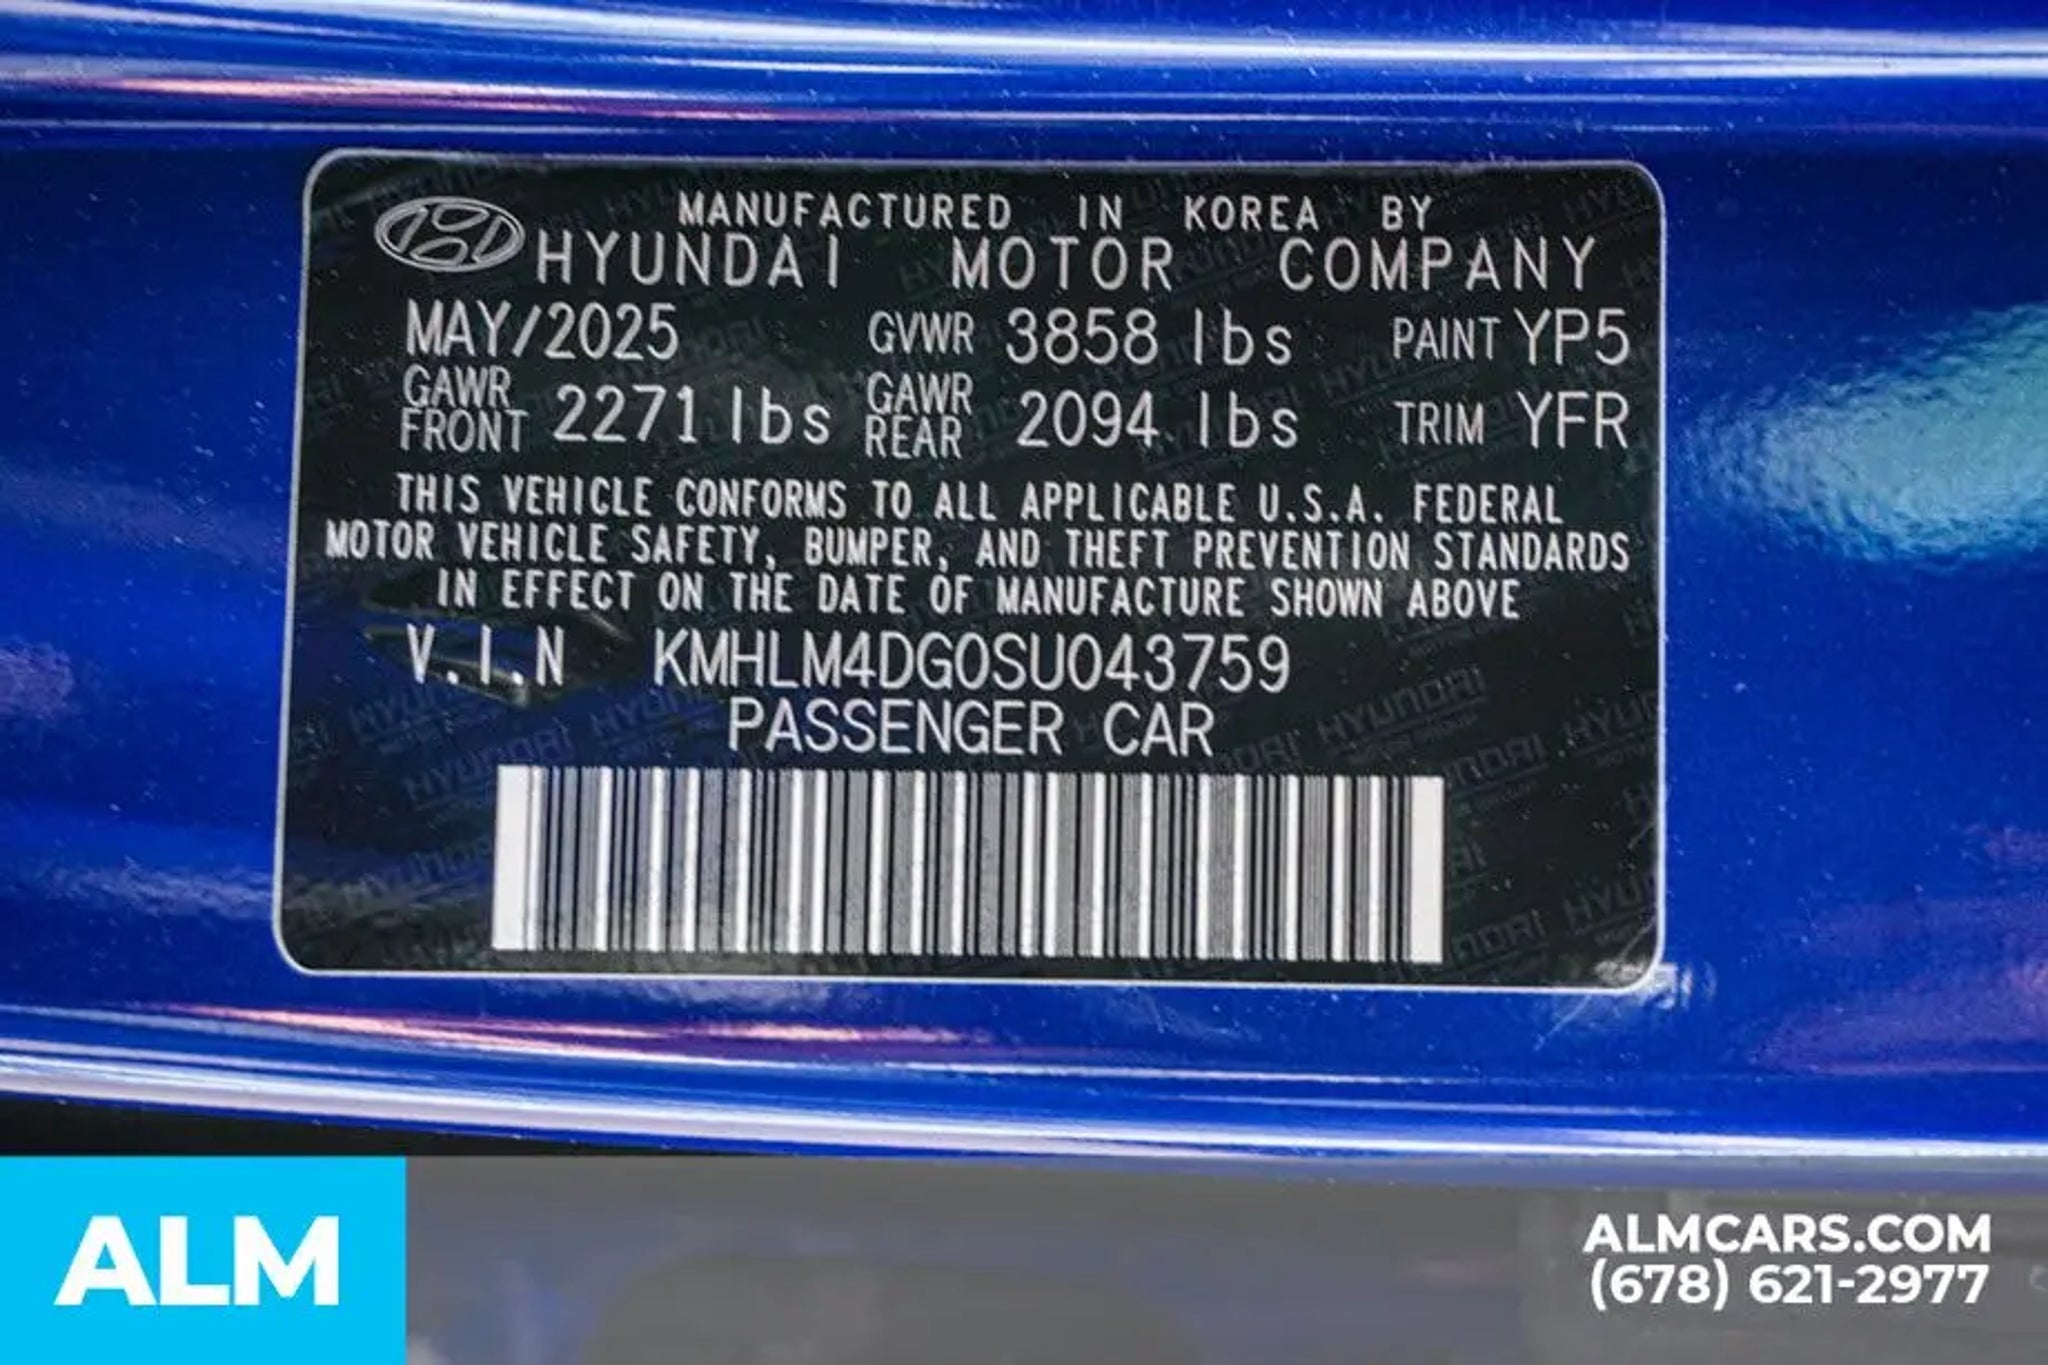 MANUFACTURED IN KOREA BY
HYUNDAI MOTOR COMPANY
MAY/2025 GVWR 3858 lbs PAINT YP5
GAWR FRONT 2271 lbs GAWR REAR 2094 lbs TRIM YFR
THIS VEHICLE CONFORMS TO ALL APPLICABLE U.S.A. FEDERAL
MOTOR VEHICLE SAFETY, BUMPER, AND THEFT PREVENTION STANDARDS
IN EFFECT ON THE DATE OF MANUFACTURE SHOWN ABOVE
V.I.N KMHLM4DG0SU043759
PASSENGER CAR
ALM
ALMCARS.COM
(678) 621-2977